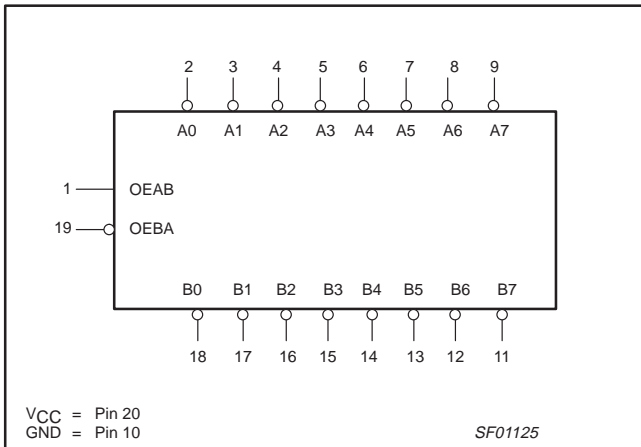 2 3 4 5 6 7 8 9
A0 A1 A2 A3 A4 A5 A6 A7
1 OEAB
19 OEBA
B0 B1 B2 B3 B4 B5 B6 B7
18 17 16 15 14 13 12 11
VCC = Pin 20
GND = Pin 10
SF01125